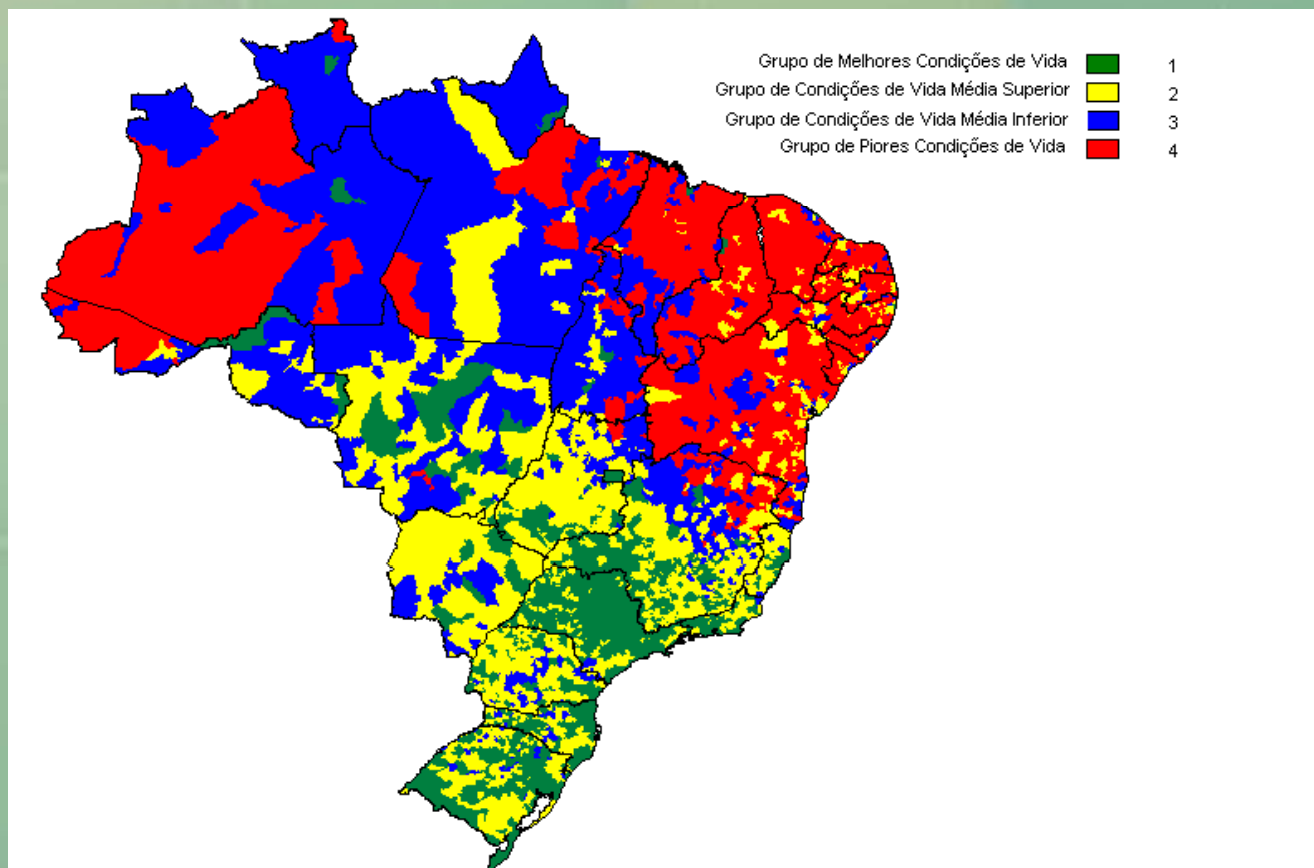 Grupo de Melhores Condições de Vida 1
Grupo de Condições de Vida Média Superior 2
Grupo de Condições de Vida Média Inferior 3
Grupo de Piores Condições de Vida 4